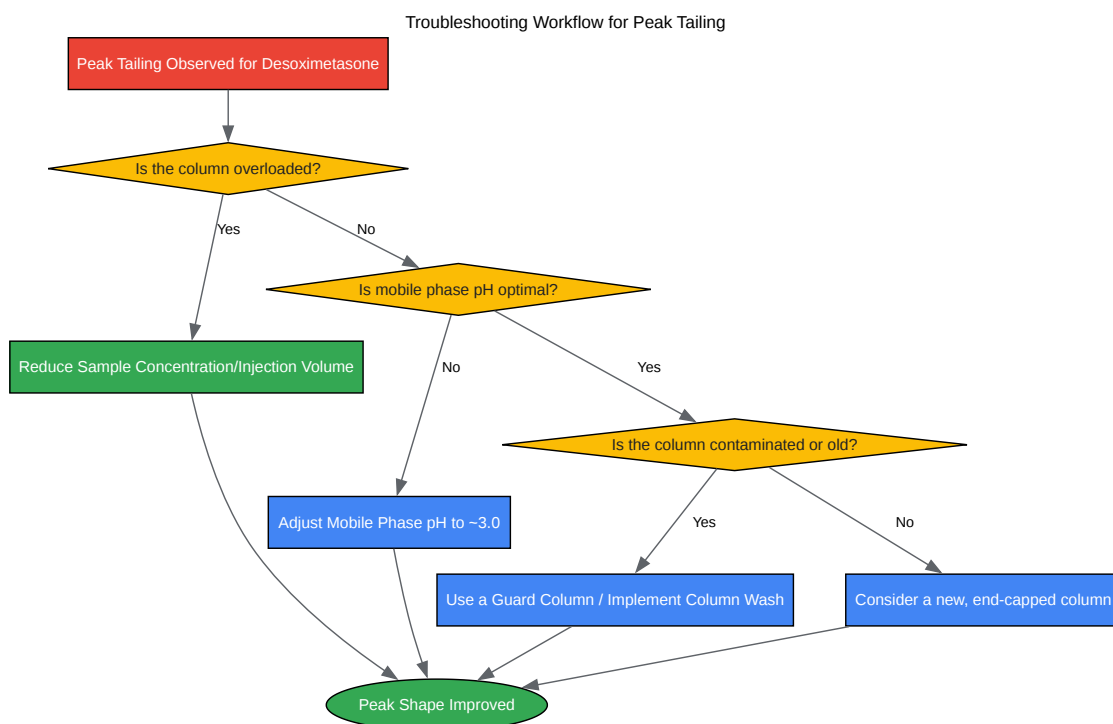 Troubleshooting Workflow for Peak Tailing
Peak Tailing Observed for Desoximetasone
Is the column overloaded?
Yes
No
Is mobile phase pH optimal?
Reduce Sample Concentration/Injection Volume
No
Yes
Is the column contaminated or old?
Adjust Mobile Phase pH to ~3.0
Yes
No
Use a Guard Column / Implement Column Wash
Consider a new, end-capped column
Peak Shape Improved